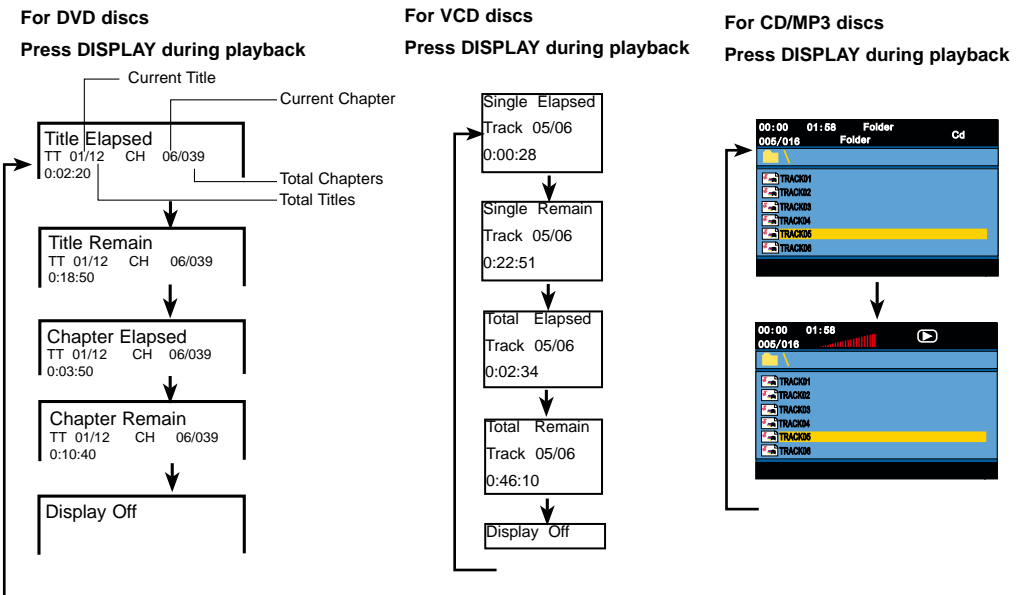 For DVD discs
Press DISPLAY during playback
Current Title
Current Chapter
Title Elapsed
TT 01/12 CH 06/039
0:02:20
Total Chapters
Total Titles
Title Remain
TT 01/12 CH 06/039
0:18:50
Chapter Elapsed
TT 01/12 CH 06/039
0:03:50
Chapter Remain
TT 01/12 CH 06/039
0:10:40
Display Off
For VCD discs
Press DISPLAY during playback
Single Elapsed
Track 05/06
0:00:28
Single Remain
Track 05/06
0:22:51
Total Elapsed
Track 05/06
0:02:34
Total Remain
Track 05/06
0:46:10
Display Off
For CD/MP3 discs
Press DISPLAY during playback
00:00 01:58 Folder Cd
005/016 Folder
\
TRACK01
TRACK02
TRACK03
TRACK04
TRACK05
TRACK06
00:00 01:58
005/016
\
TRACK01
TRACK02
TRACK03
TRACK04
TRACK05
TRACK06